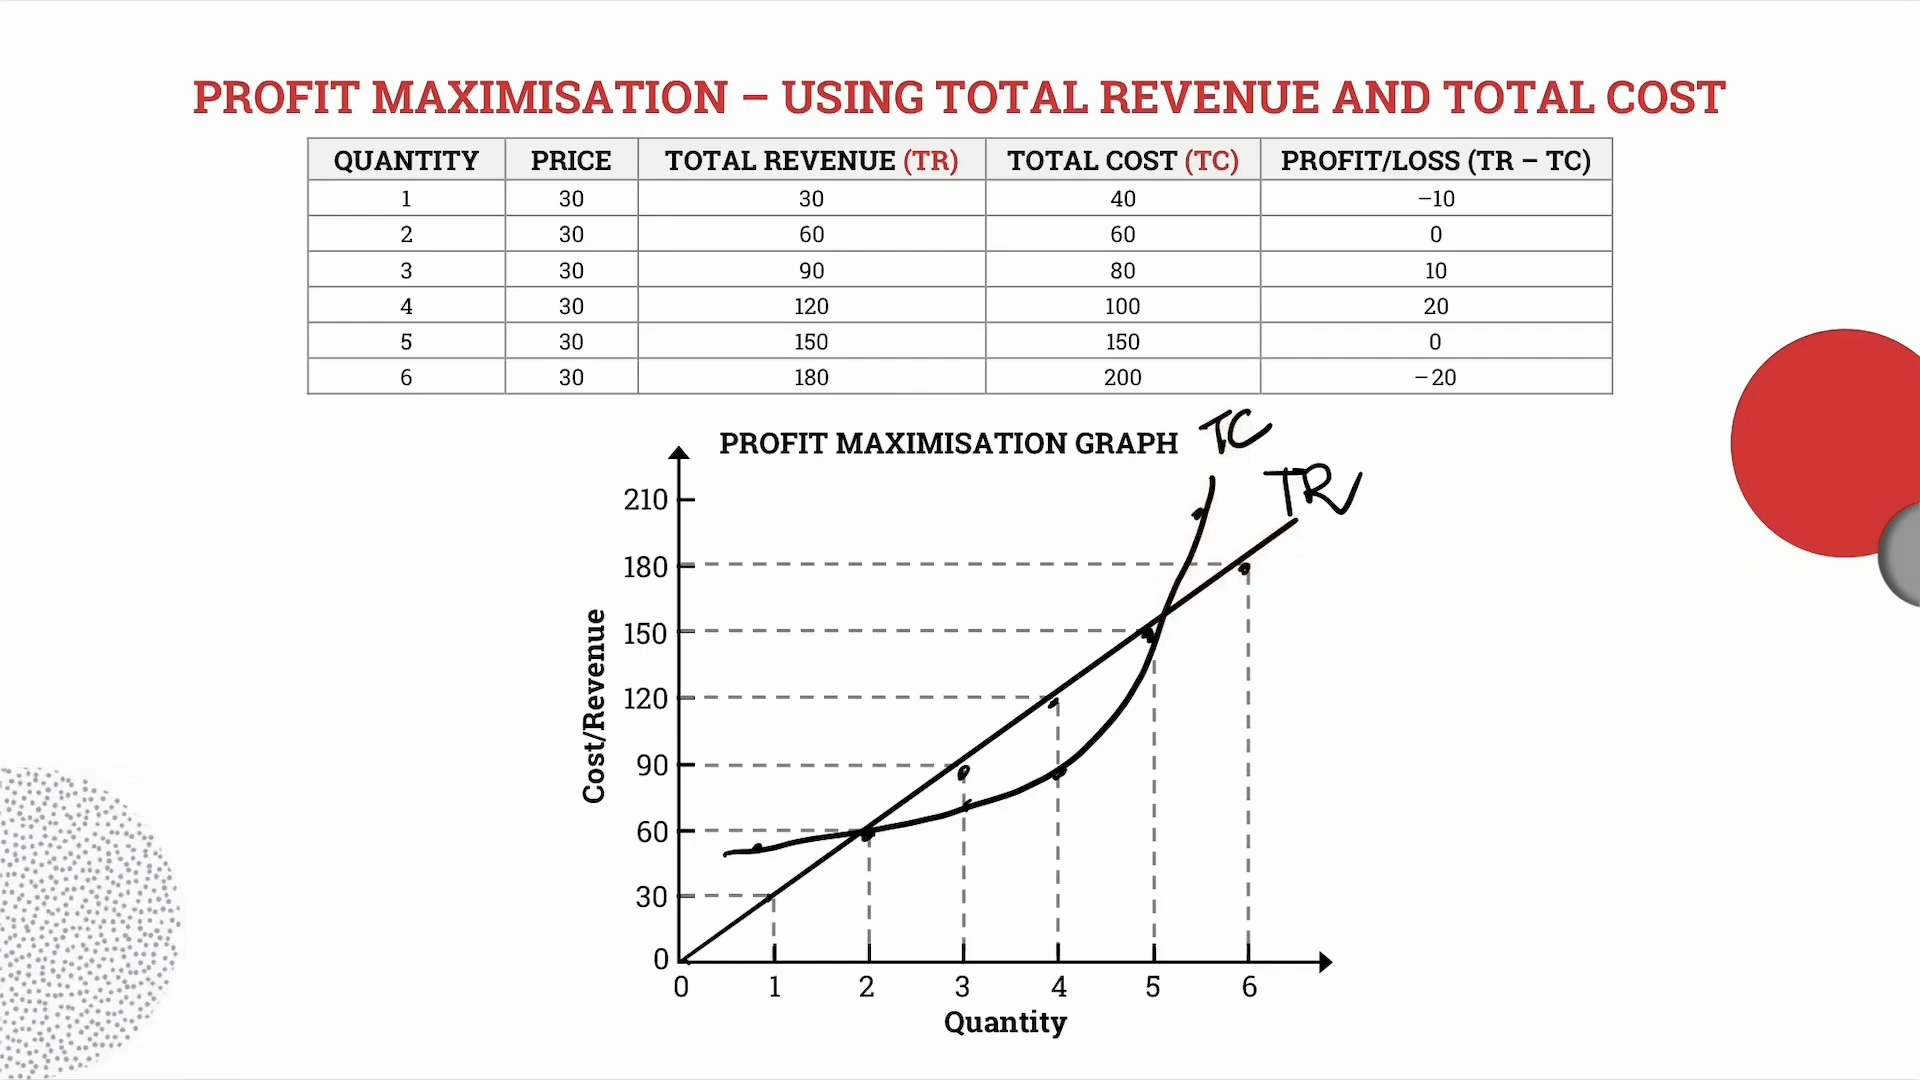 PROFIT MAXIMISATION – USING TOTAL REVENUE AND TOTAL COST
QUANTITY PRICE TOTAL REVENUE (TR) TOTAL COST (TC) PROFIT/LOSS (TR – TC)
1 30 30 40 –10
2 30 60 60 0
3 30 90 80 10
4 30 120 100 20
5 30 150 150 0
6 30 180 200 –20
PROFIT MAXIMISATION GRAPH
TC
TR
210
180
150
120
90
60
30
0
Cost/Revenue
0 1 2 3 4 5 6
Quantity